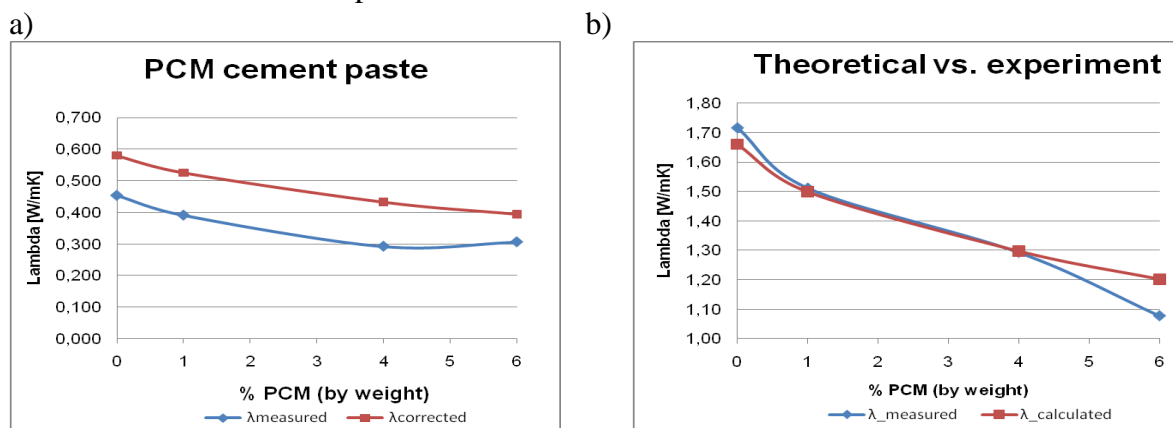 a)
PCM cement paste
0,700
0,600
0,500
0,400
0,300
0,200
0,100
0,000
Lambda [W/mK]
0 1 2 3 4 5 6
% PCM (by weight)
λmeasured λcorrected
b)
Theoretical vs. experiment
1,80
1,70
1,60
1,50
1,40
1,30
1,20
1,10
1,00
Lambda [W/mK]
0 1 2 3 4 5 6
% PCM (by weight)
λ_measured λ_calculated